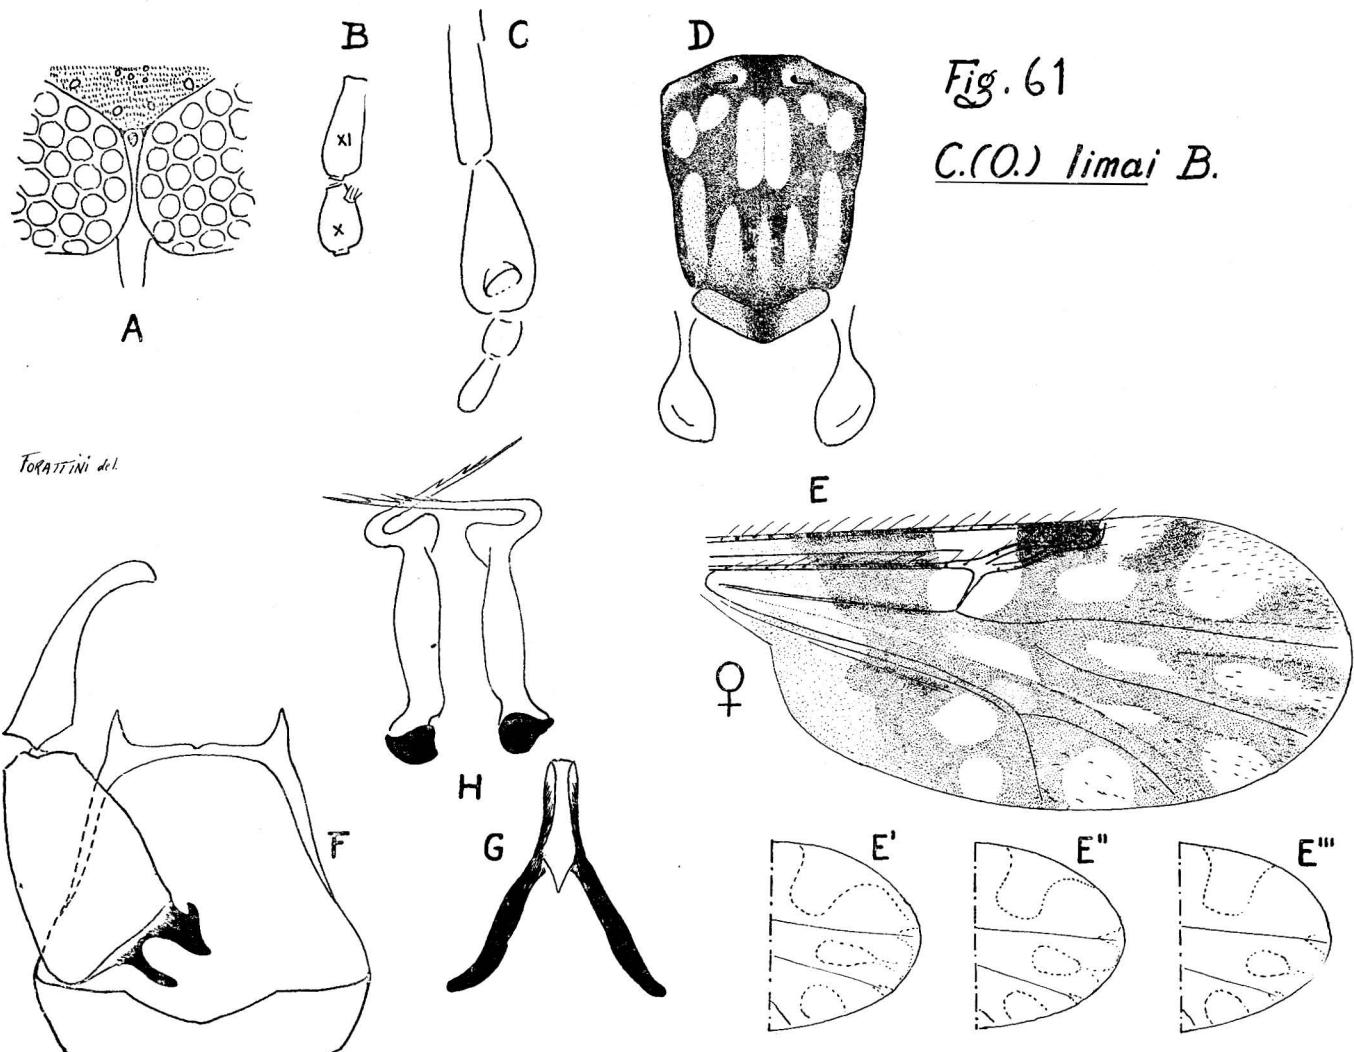 B C D
Fig. 61
C.(O.) limai B.
XI
X
A
FORATTINI del.
E
♀
H
F G
E' E" E'''